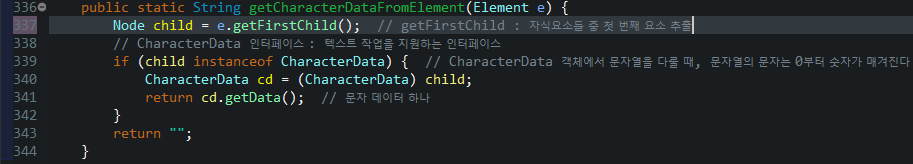 336 public static String getCharacterDataFromElement(Element e) {
337 Node child = e.getFirstChild(); // getFirstChild : 자식요소들 중 첫 번째 요소 추출
338 // CharacterData 인터페이스 : 텍스트 작업을 지원하는 인터페이스
339 if (child instanceof CharacterData) { // CharacterData 객체에서 문자열을 다룰 때, 문자열의 문자는 0부터 숫자가 매겨진다
340 CharacterData cd = (CharacterData) child;
341 return cd.getData(); // 문자 데이터 하나
342 }
343 return "";
344 }